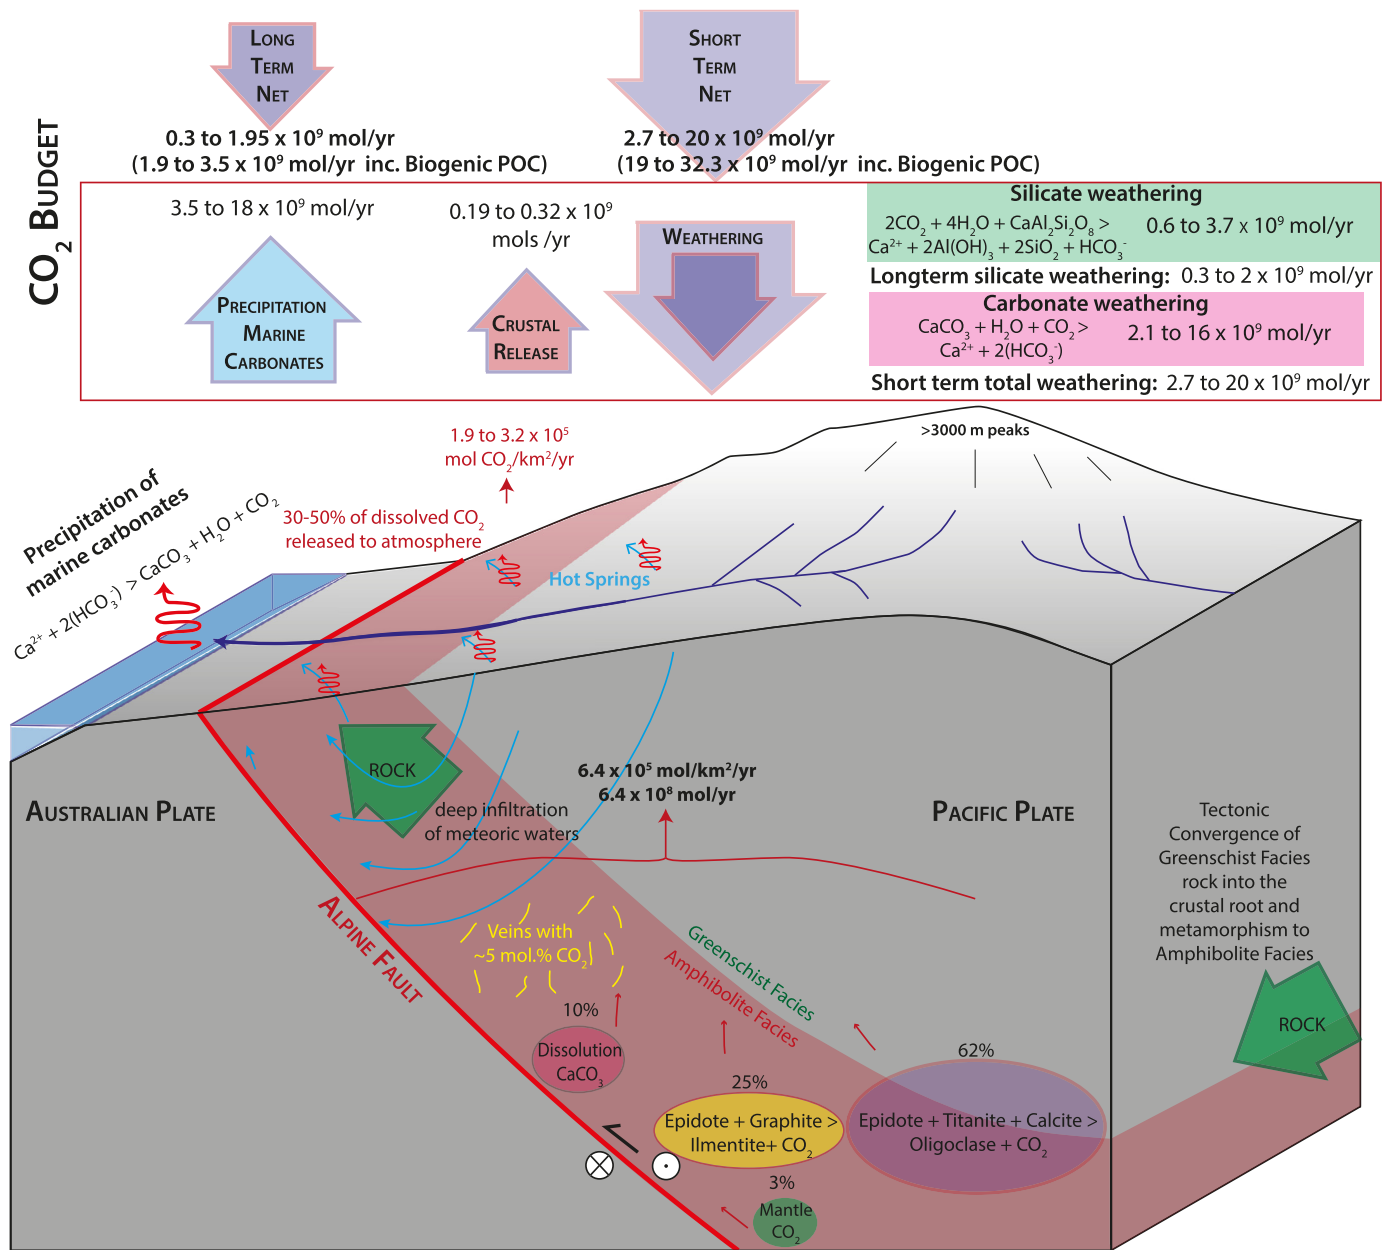 CO₂ BUDGET
LONG
TERM
NET
0.3 to 1.95 x 10⁹ mol/yr
(1.9 to 3.5 x 10⁹ mol/yr inc. Biogenic POC)
SHORT
TERM
NET
2.7 to 20 x 10⁹ mol/yr
(19 to 32.3 x 10⁹ mol/yr inc. Biogenic POC)
3.5 to 18 x 10⁹ mol/yr
PRECIPITATION
MARINE
CARBONATES
0.19 to 0.32 x 10⁹
mols /yr
CRUSTAL
RELEASE
WEATHERING
Silicate weathering
2CO₂ + 4H₂O + CaAl₂Si₂O₈ >
Ca²⁺ + 2Al(OH)₃ + 2SiO₂ + HCO₃⁻
0.6 to 3.7 x 10⁹ mol/yr
Longterm silicate weathering: 0.3 to 2 x 10⁹ mol/yr
Carbonate weathering
CaCO₃ + H₂O + CO₂ >
Ca²⁺ + 2(HCO₃⁻)
2.1 to 16 x 10⁹ mol/yr
Short term total weathering: 2.7 to 20 x 10⁹ mol/yr
>3000 m peaks
1.9 to 3.2 x 10⁵
mol CO₂/km²/yr
30-50% of dissolved CO₂
released to atmosphere
Precipitation of
marine carbonates
Ca²⁺ + 2(HCO₃⁻) > CaCO₃ + H₂O + CO₂
Hot Springs
ROCK
deep infiltration
of meteoric waters
6.4 x 10⁵ mol/km²/yr
6.4 x 10⁸ mol/yr
AUSTRALIAN PLATE
PACIFIC PLATE
Tectonic
Convergence of
Greenschist Facies
rock into the
crustal root and
metamorphism to
Amphibolite Facies
ROCK
ALPINE FAULT
Veins with
~5 mol.% CO₂
Greenschist Facies
Amphibolite Facies
10%
Dissolution
CaCO₃
25%
Epidote + Graphite >
Ilmentite+ CO₂
62%
Epidote + Titanite + Calcite >
Oligoclase + CO₂
3%
Mantle
CO₂